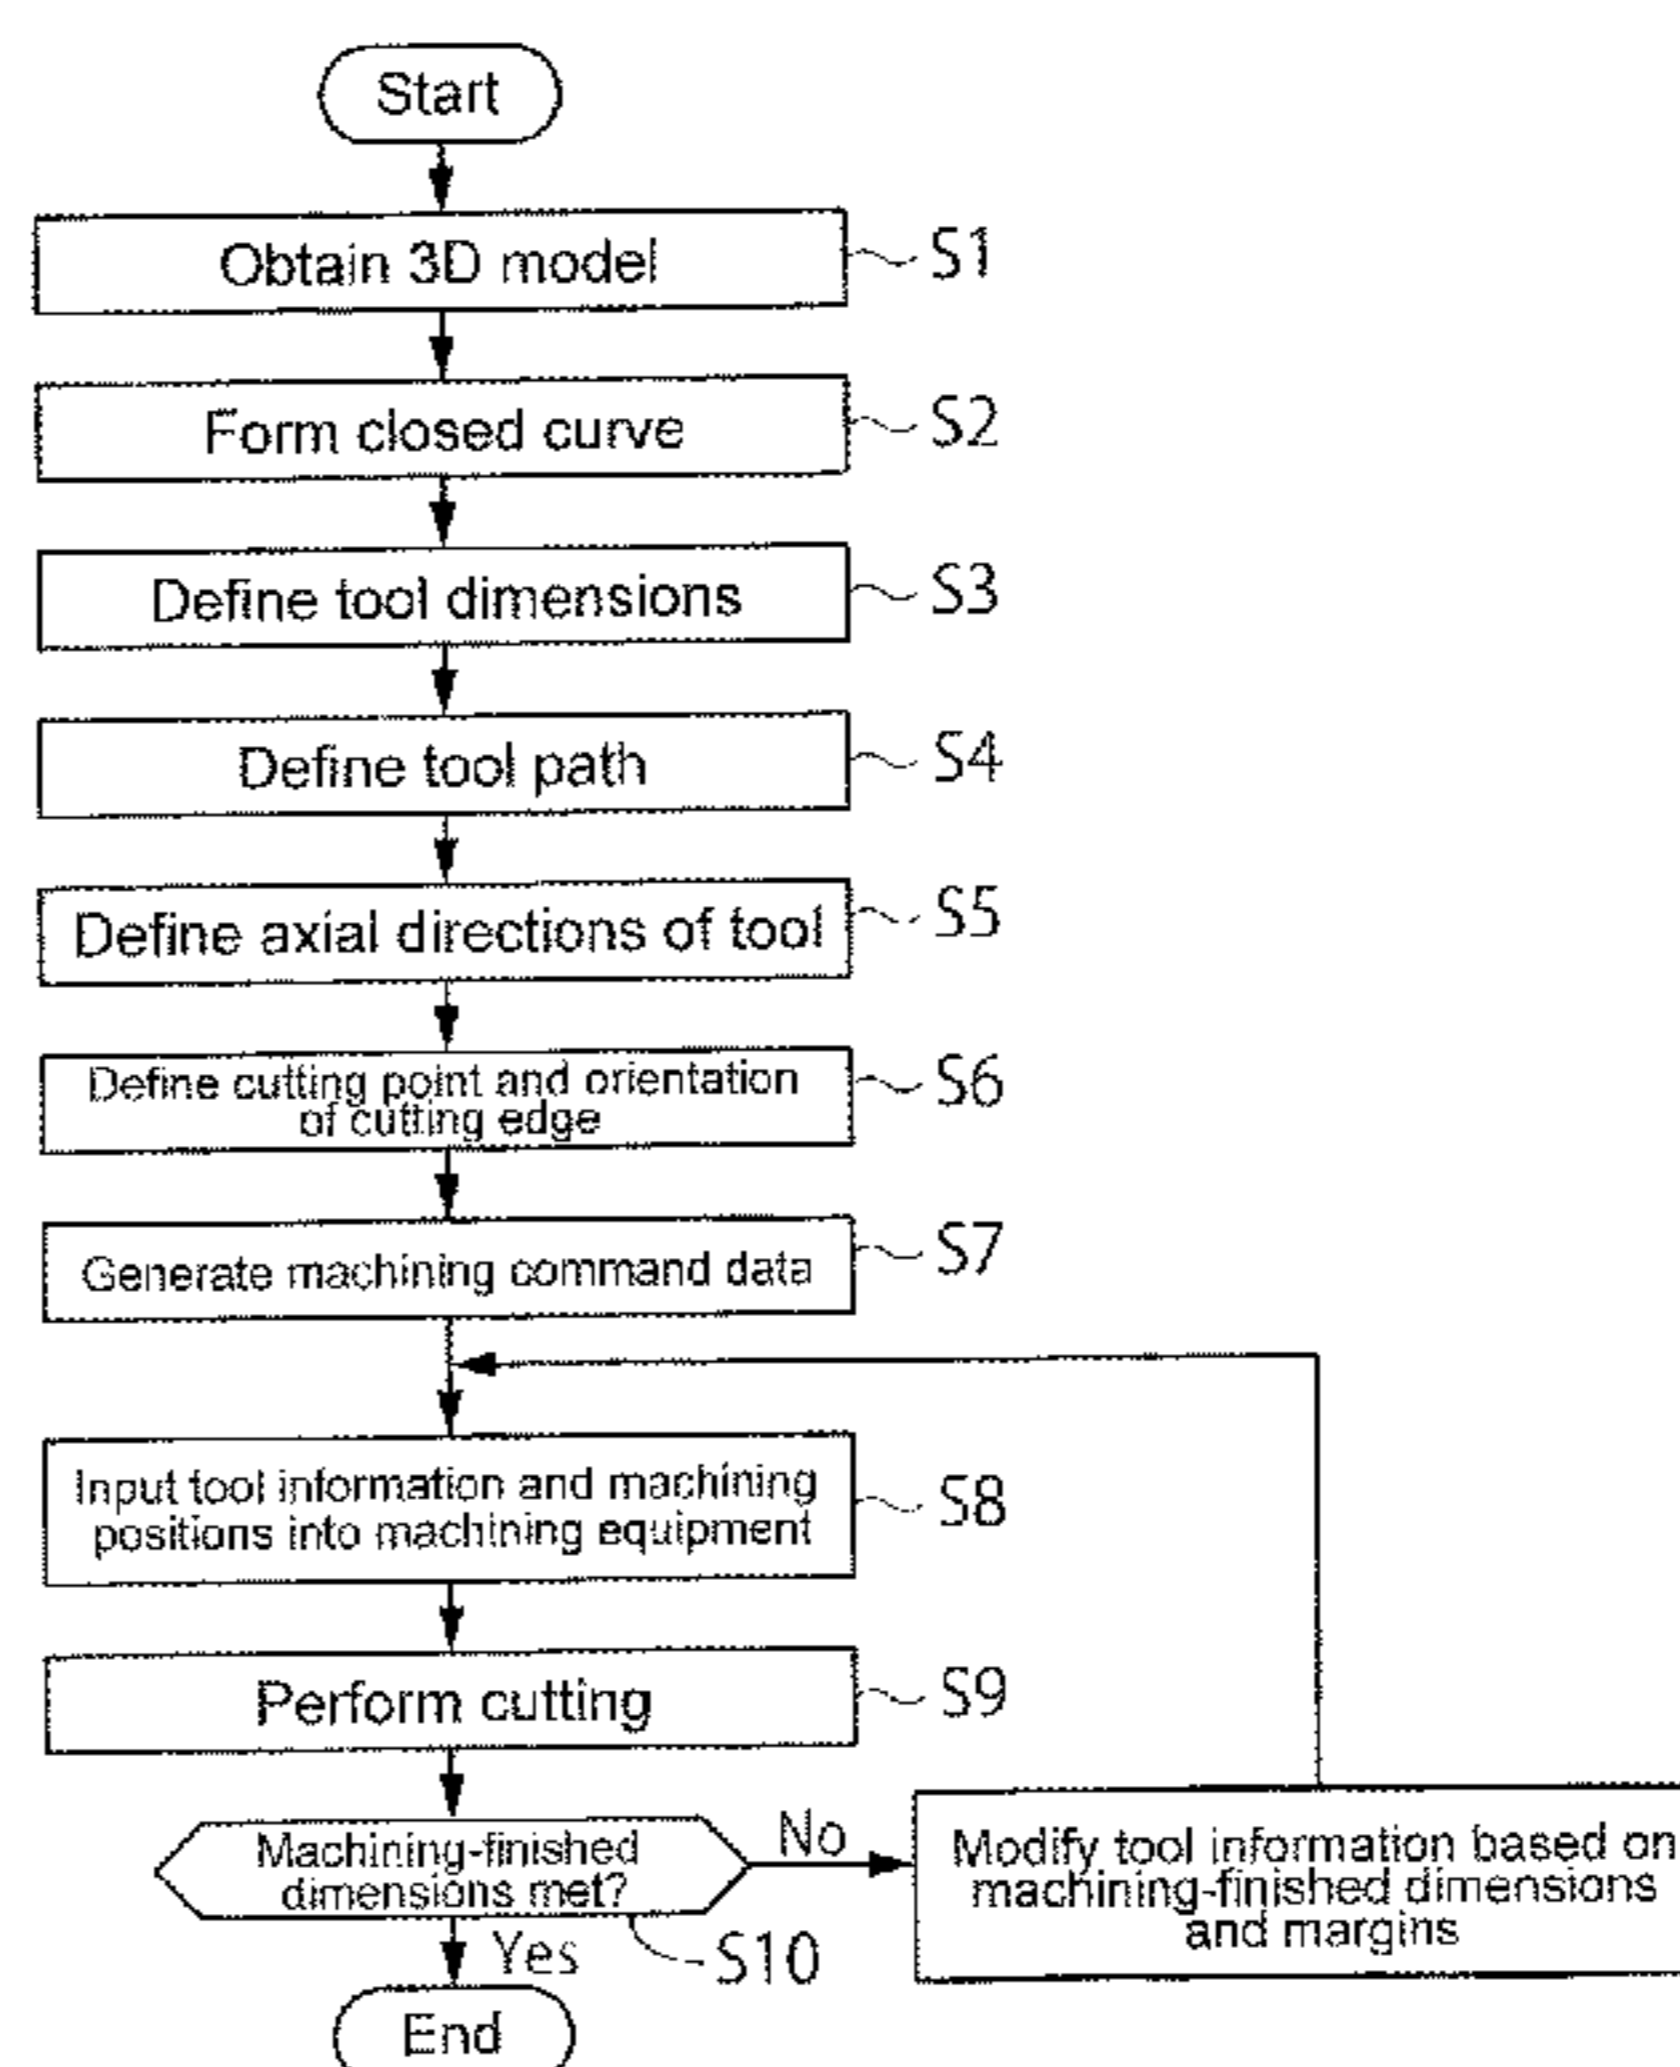 Start
Obtain 3D model
S1
Form closed curve
S2
Define tool dimensions
S3
Define tool path
S4
Define axial directions of tool
S5
Define cutting point and orientation
of cutting edge
S6
Generate machining command data
S7
Input tool information and machining
positions into machining equipment
S8
Perform cutting
S9
Machining-finished
dimensions met?
S10
No
Modify tool information based on
machining-finished dimensions
and margins
Yes
End